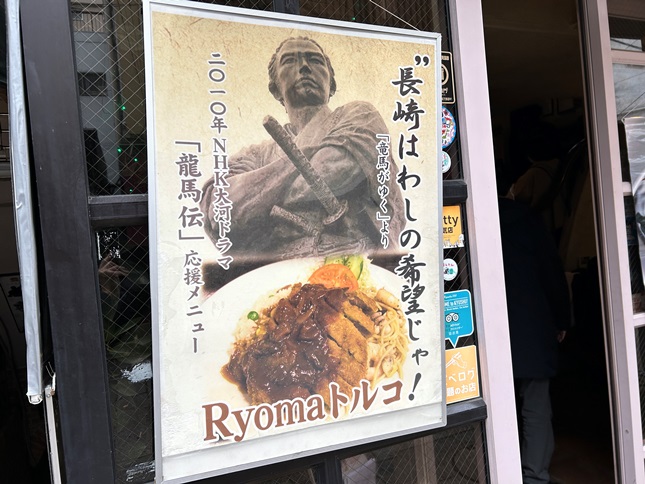 "長崎はわしの希望じゃ!
「竜馬がゆく」より
二〇一〇年NHK大河ドラマ
「龍馬伝」応援メニュー
Ryomaトルコ